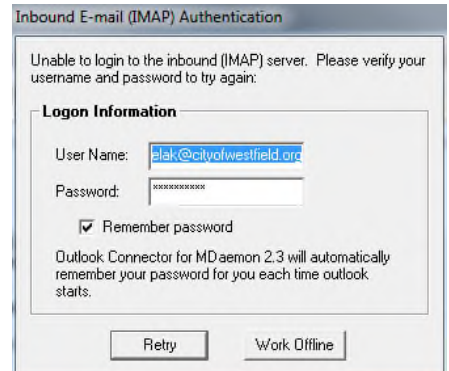 Inbound E-mail (IMAP) Authentication
Unable to login to the inbound (IMAP) server.  Please verify your
username and password to try again:
Logon Information
User Name: elak@cityofwestfield.org
Password: **********
Remember password
Outlook Connector for MDaemon 2.3 will automatically
remember your password for you each time outlook
starts.
Retry Work Offline